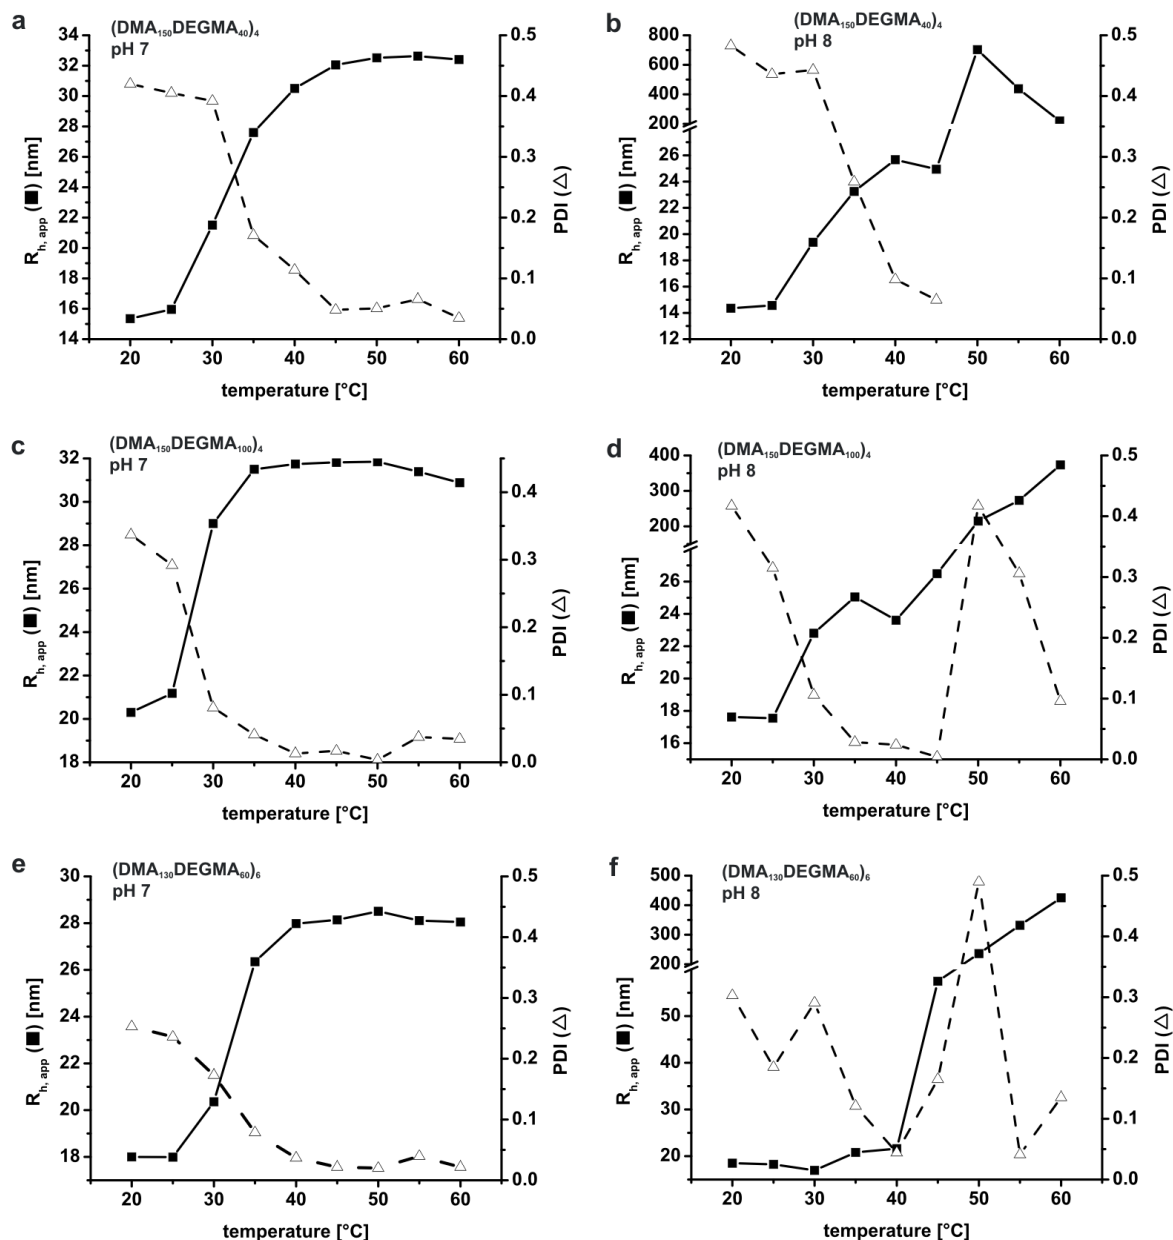 a
(DMA₁₅₀DEGMA₄₀)₄
pH 7
34
32
30
28
26
24
22
20
18
16
14
R h, app (■) [nm]
0.5
0.4
0.3
0.2
0.1
0.0
PDI (△)
20 30 40 50 60
temperature [°C]
b
(DMA₁₅₀DEGMA₄₀)₄
pH 8
800
600
400
200
26
24
22
20
18
16
14
12
R h, app (■) [nm]
0.5
0.4
0.3
0.2
0.1
0.0
PDI (△)
20 30 40 50 60
temperature [°C]
c
(DMA₁₅₀DEGMA₁₀₀)₄
pH 7
32
30
28
26
24
22
20
18
R h, app (■) [nm]
0.4
0.3
0.2
0.1
0.0
PDI (△)
20 30 40 50 60
temperature [°C]
d
(DMA₁₅₀DEGMA₁₀₀)₄
pH 8
400
300
200
26
24
22
20
18
16
R h, app (■) [nm]
0.5
0.4
0.3
0.2
0.1
0.0
PDI (△)
20 30 40 50 60
temperature [°C]
e
(DMA₁₃₀DEGMA₆₀)₆
pH 7
30
28
26
24
22
20
18
R h, app (■) [nm]
0.5
0.4
0.3
0.2
0.1
0.0
PDI (△)
20 30 40 50 60
temperature [°C]
f
(DMA₁₃₀DEGMA₆₀)₆
pH 8
500
400
300
200
50
40
30
20
R h, app (■) [nm]
0.5
0.4
0.3
0.2
0.1
0.0
PDI (△)
20 30 40 50 60
temperature [°C]